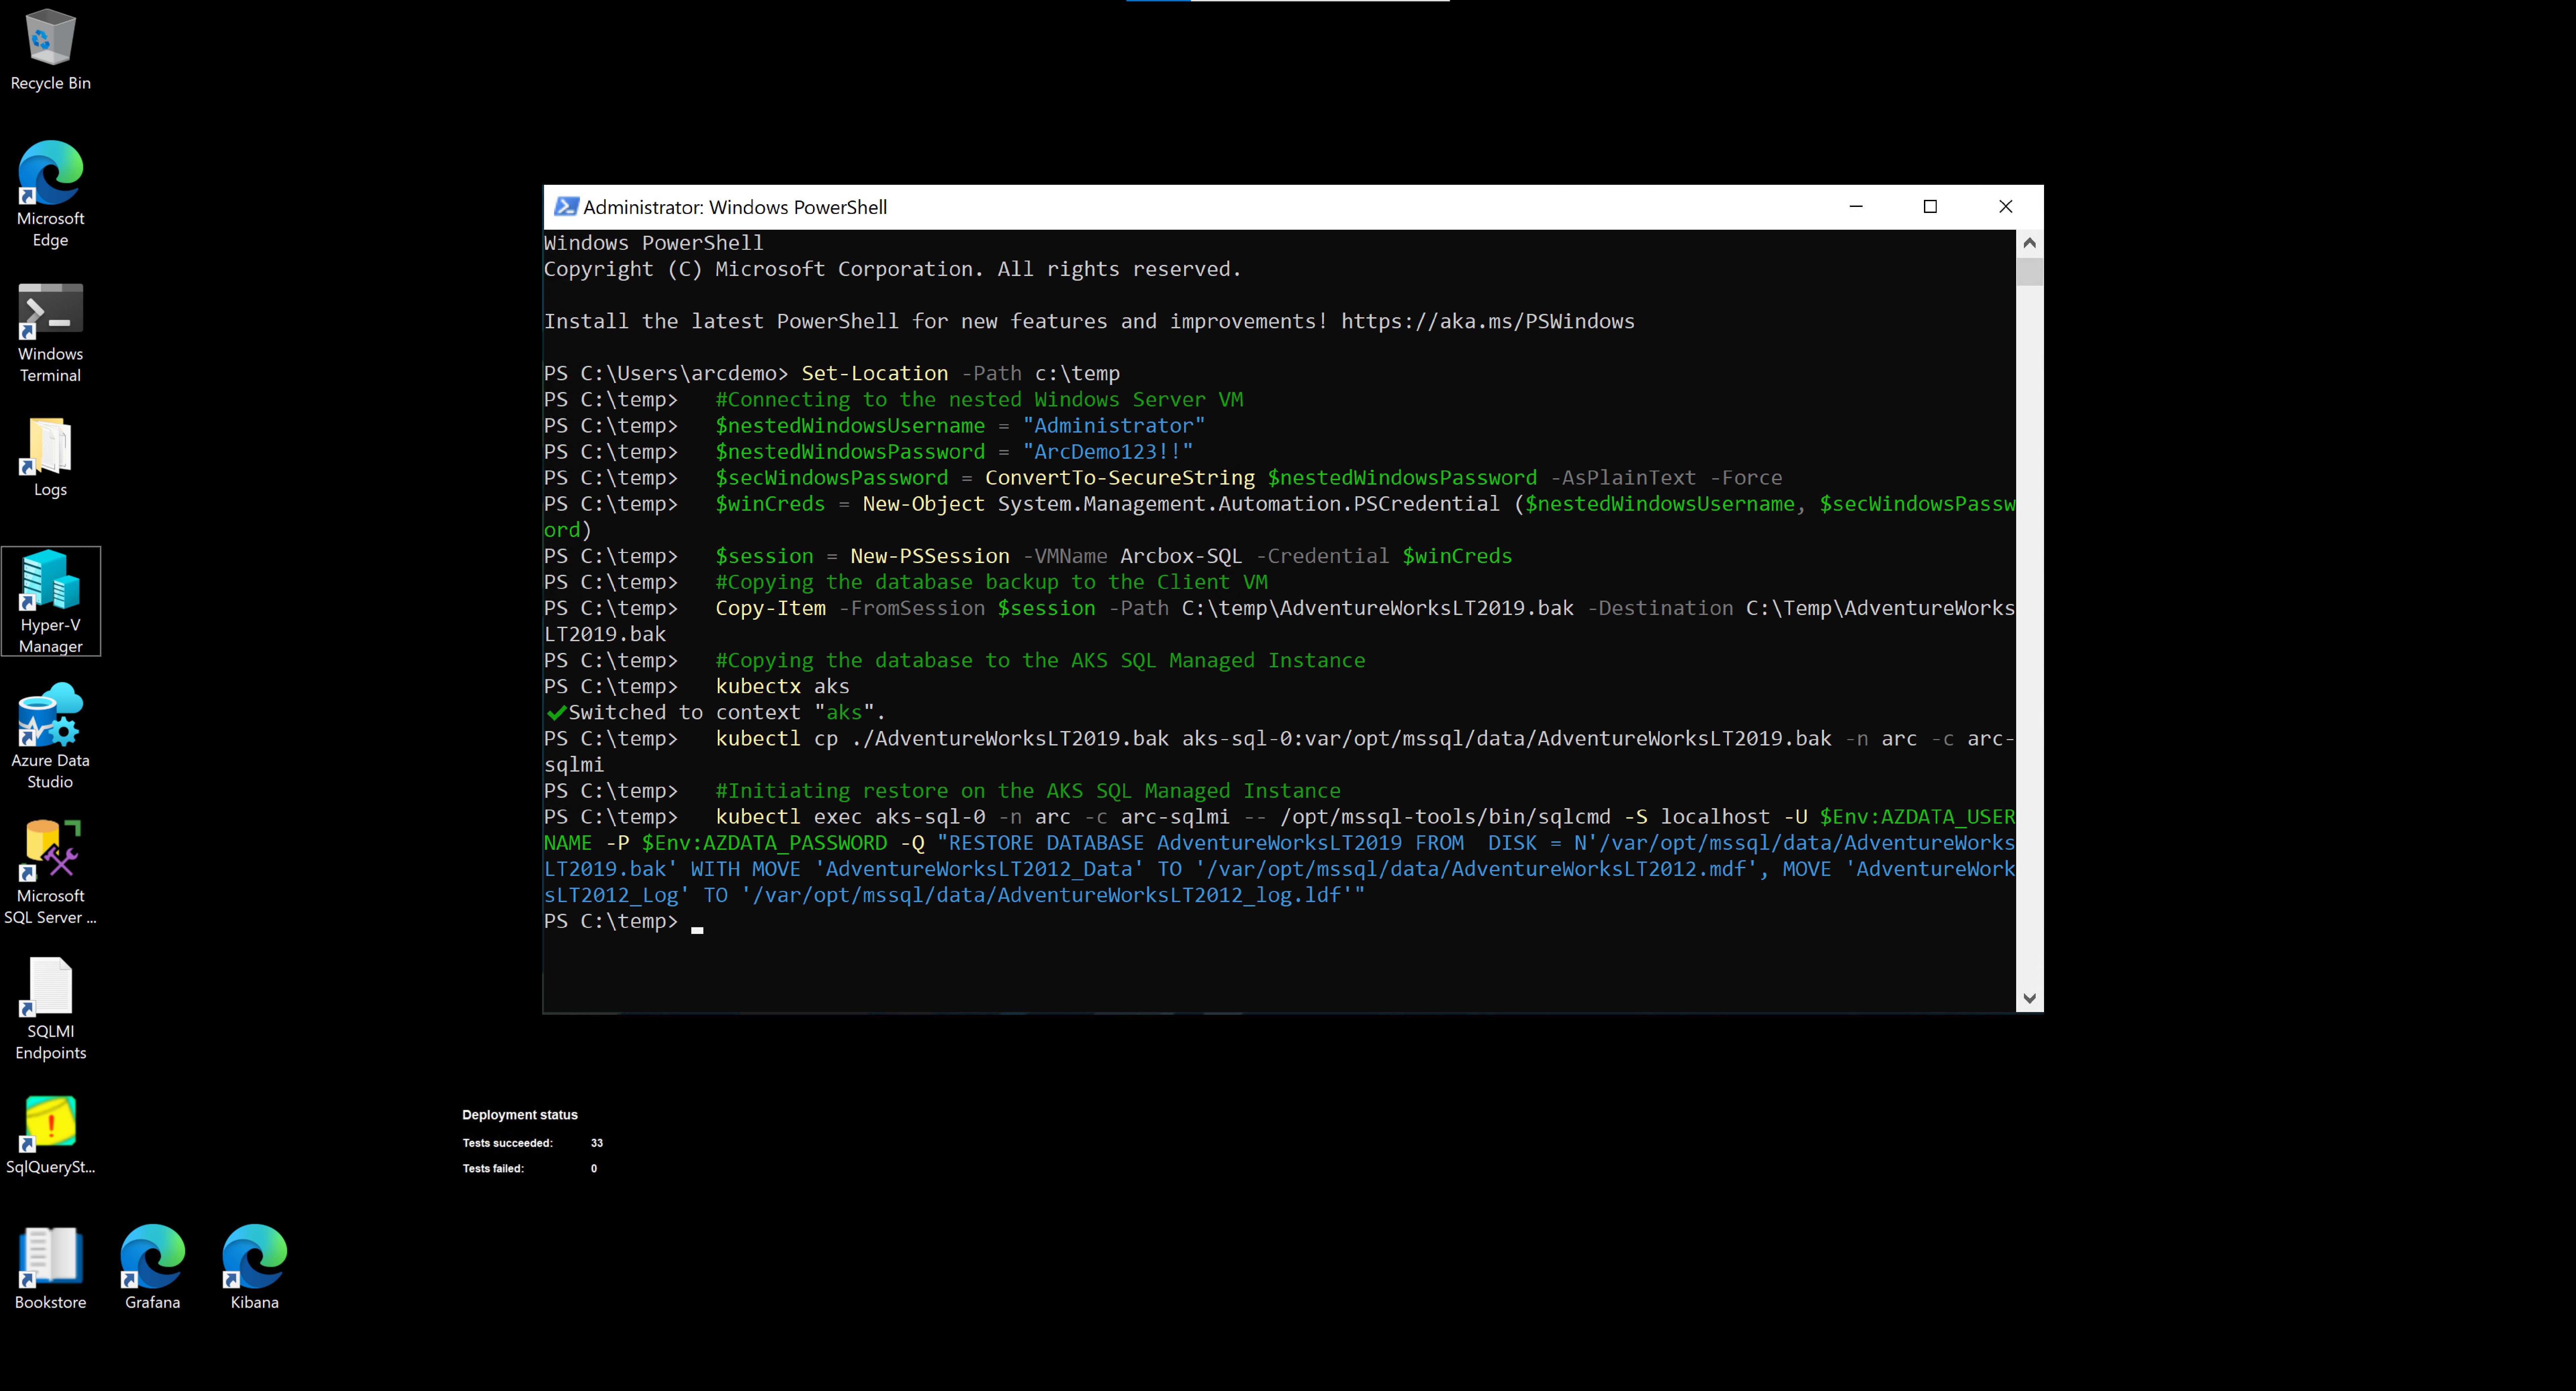 Recycle Bin
Microsoft
Edge
Windows
Terminal
Logs
Hyper-V
Manager
Azure Data
Studio
Microsoft
SQL Server ...
SQLMI
Endpoints
SqlQuerySt...
Bookstore
Grafana
Kibana
Administrator: Windows PowerShell
Windows PowerShell
Copyright (C) Microsoft Corporation. All rights reserved.
Install the latest PowerShell for new features and improvements! https://aka.ms/PSWindows
PS C:\Users\arcdemo> Set-Location -Path c:\temp
PS C:\temp>   #Connecting to the nested Windows Server VM
PS C:\temp>   $nestedWindowsUsername = "Administrator"
PS C:\temp>   $nestedWindowsPassword = "ArcDemo123!!"
PS C:\temp>   $secWindowsPassword = ConvertTo-SecureString $nestedWindowsPassword -AsPlainText -Force
PS C:\temp>   $winCreds = New-Object System.Management.Automation.PSCredential ($nestedWindowsUsername, $secWindowsPassw
ord)
PS C:\temp>   $session = New-PSSession -VMName Arcbox-SQL -Credential $winCreds
PS C:\temp>   #Copying the database backup to the Client VM
PS C:\temp>   Copy-Item -FromSession $session -Path C:\temp\AdventureWorksLT2019.bak -Destination C:\Temp\AdventureWorks
LT2019.bak
PS C:\temp>   #Copying the database to the AKS SQL Managed Instance
PS C:\temp>   kubectx aks
✔Switched to context "aks".
PS C:\temp>   kubectl cp ./AdventureWorksLT2019.bak aks-sql-0:var/opt/mssql/data/AdventureWorksLT2019.bak -n arc -c arc-
sqlmi
PS C:\temp>   #Initiating restore on the AKS SQL Managed Instance
PS C:\temp>   kubectl exec aks-sql-0 -n arc -c arc-sqlmi -- /opt/mssql-tools/bin/sqlcmd -S localhost -U $Env:AZDATA_USER
NAME -P $Env:AZDATA_PASSWORD -Q "RESTORE DATABASE AdventureWorksLT2019 FROM  DISK = N'/var/opt/mssql/data/AdventureWorks
LT2019.bak' WITH MOVE 'AdventureWorksLT2012_Data' TO '/var/opt/mssql/data/AdventureWorksLT2012.mdf', MOVE 'AdventureWork
sLT2012_Log' TO '/var/opt/mssql/data/AdventureWorksLT2012_log.ldf'"
PS C:\temp>
Deployment status
Tests succeeded: 33
Tests failed: 0